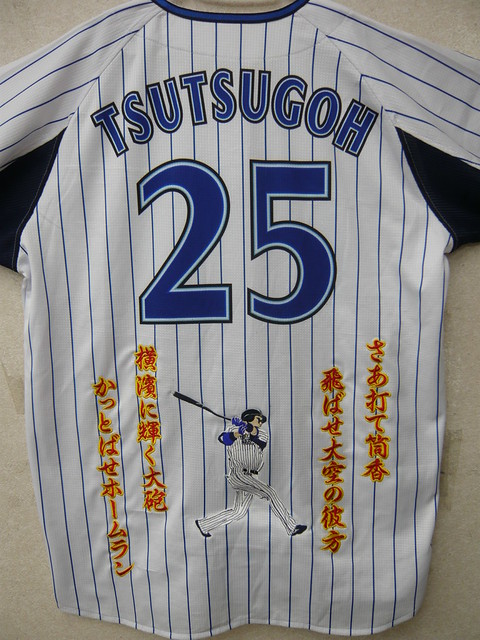 TSUTSUGOH
25
さあ打て筒香
飛ばせ大空の彼方
横濱に輝く大砲
かっとばせホームラン